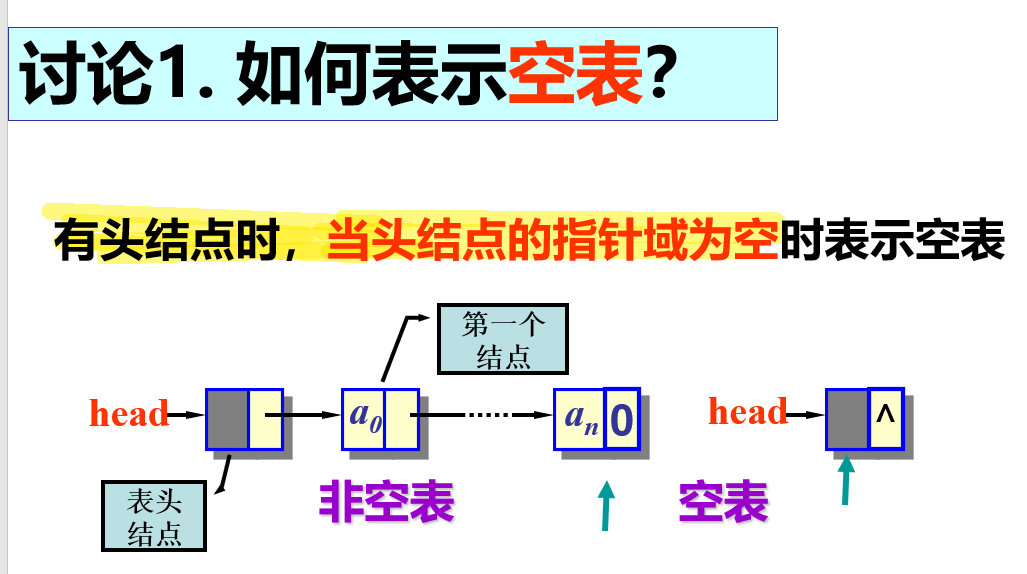 讨论1. 如何表示空表？
有头结点时，当头结点的指针域为空时表示空表
第一个
结点
head
a0
an 0
head
^
表头
结点
非空表
空表